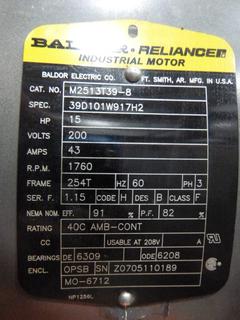 BALDOR • RELIANCE
INDUSTRIAL MOTOR
BALDOR ELECTRIC CO. FT. SMITH, AR. MFG. IN U.S.A.
CAT. NO. M2513T39-8
SPEC. 39D101W917H2
HP 15
VOLTS 200
AMPS 43
R.P.M. 1760
FRAME 254T HZ 60 PH 3
SER. F. 1.15 CODE H DES B CLASS F
NEMA NOM. EFF. 91 % P.F. 82 %
RATING 40C AMB-CONT
CC USABLE AT 208V A
BEARINGS DE 6309 ODE 6208
ENCL. OPSB SN Z0705110189
MO-6712
NP1256L